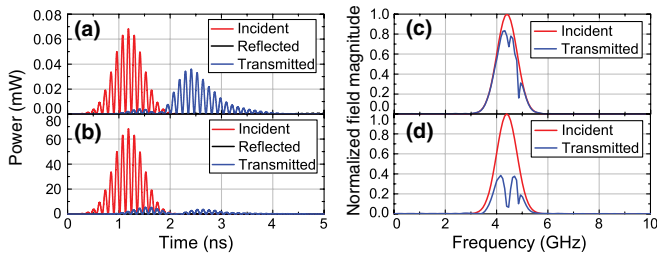 (a)
Incident
Reflected
Transmitted
0.08
0.06
0.04
0.02
0.00
Power (mW)
(b)
Incident
Reflected
Transmitted
80
60
40
20
0
0 1 2 3 4 5
Time (ns)
(c)
Incident
Transmitted
1.0
0.8
0.6
0.4
0.2
0.0
Normalized field magnitude
(d)
Incident
Transmitted
1.0
0.8
0.6
0.4
0.2
0.0
0 2 4 6 8 10
Frequency (GHz)